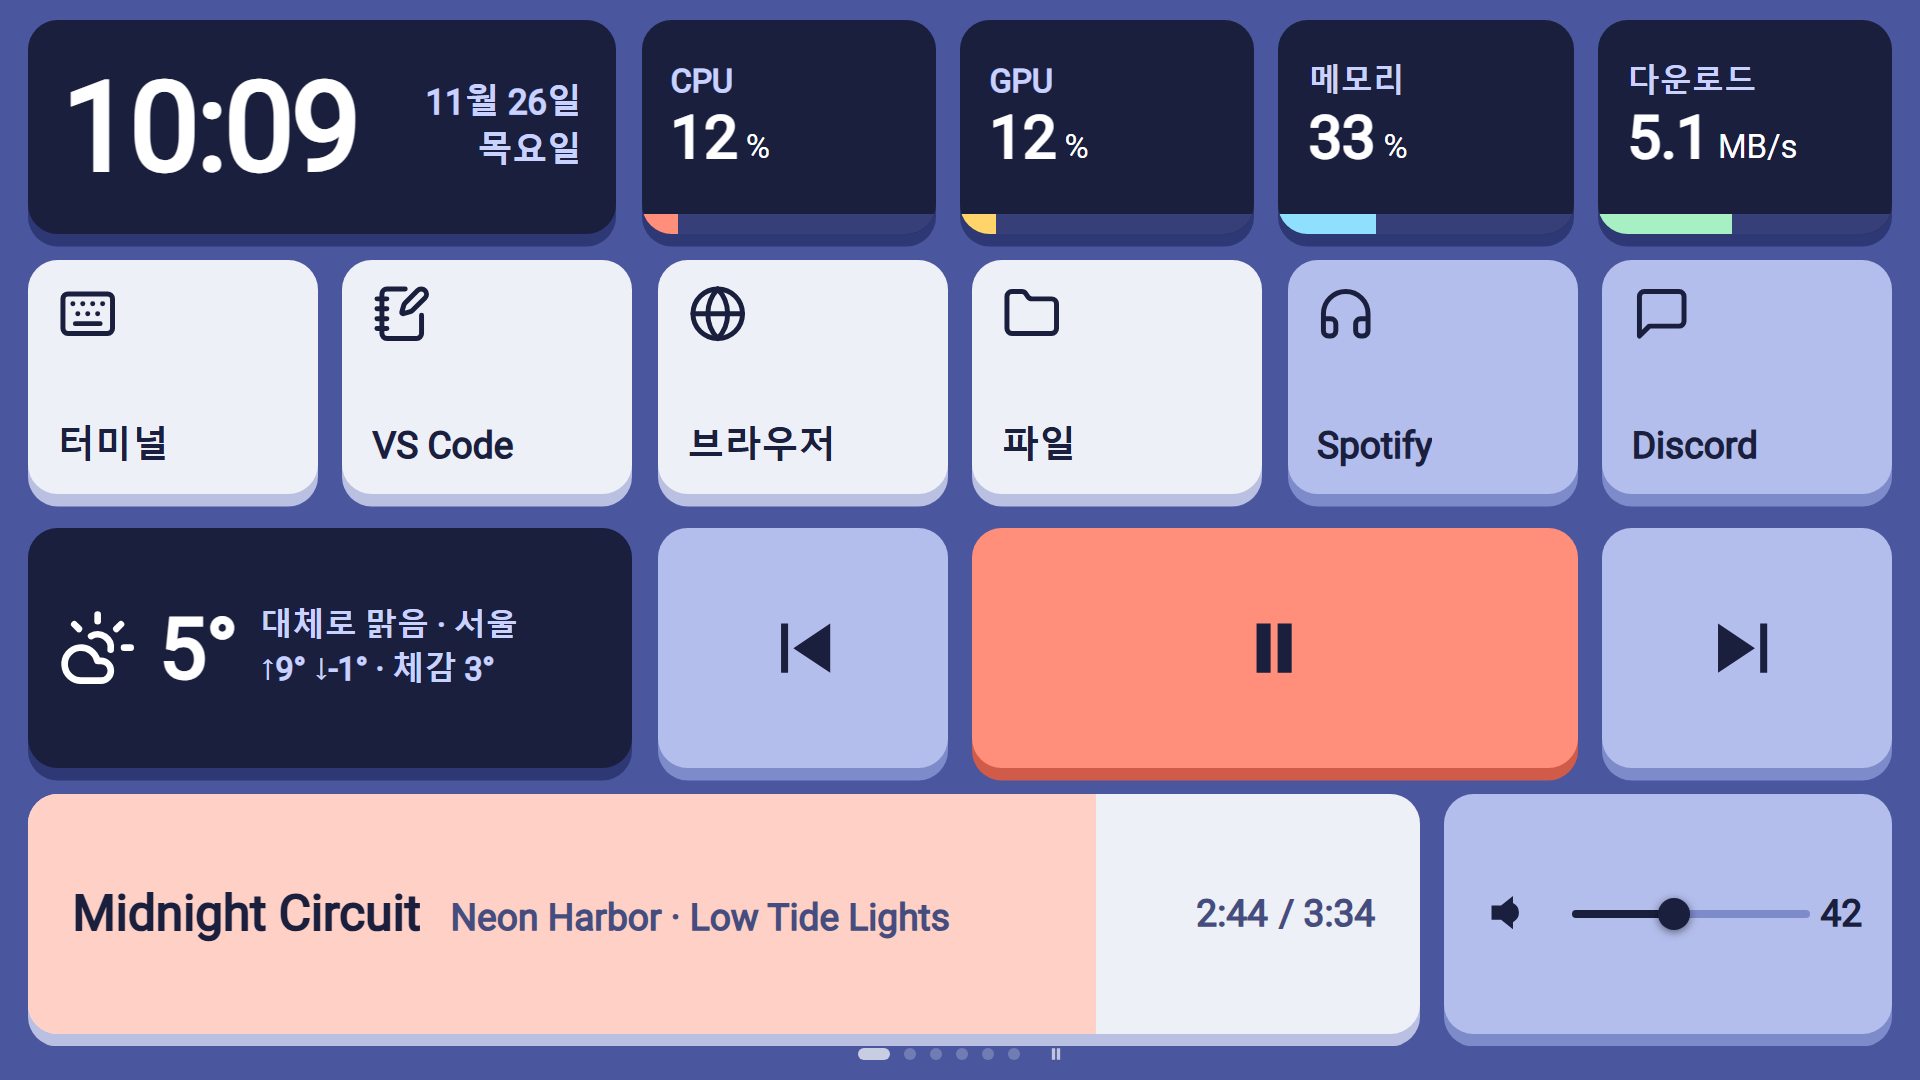 10:09
11월 26일
목요일
CPU
12 %
GPU
12 %
메모리
33 %
다운로드
5.1 MB/s
터미널
VS Code
브라우저
파일
Spotify
Discord
5°
대체로 맑음 · 서울
↑9° ↓-1° · 체감 3°
Midnight Circuit
Neon Harbor · Low Tide Lights
2:44 / 3:34
42